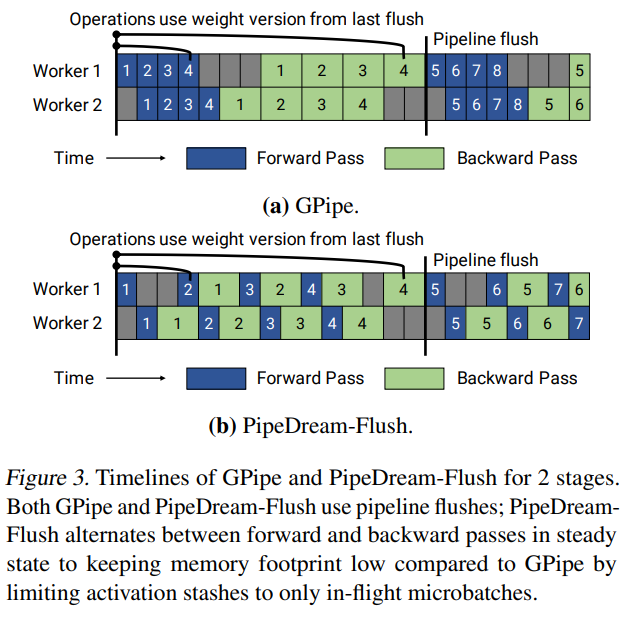 Operations use weight version from last flush
Pipeline flush
Worker 1 1 2 3 4 1 2 3 4 5 6 7 8 5
Worker 2 1 2 3 4 1 2 3 4 5 6 7 8 5 6
Time Forward Pass Backward Pass
(a) GPipe.
Operations use weight version from last flush
Pipeline flush
Worker 1 1 2 1 3 2 4 3 4 5 6 5 7 6
Worker 2 1 1 2 2 3 3 4 4 5 5 6 6 7
Time Forward Pass Backward Pass
(b) PipeDream-Flush.
Figure 3. Timelines of GPipe and PipeDream-Flush for 2 stages.
Both GPipe and PipeDream-Flush use pipeline flushes; PipeDream-
Flush alternates between forward and backward passes in steady
state to keeping memory footprint low compared to GPipe by
limiting activation stashes to only in-flight microbatches.